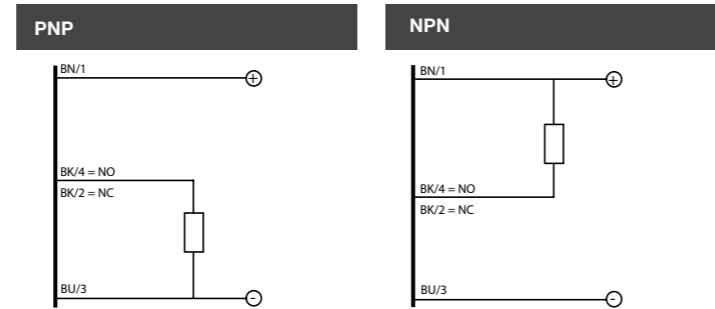 PNP
BN/1
+
BK/4 = NO
BK/2 = NC
BU/3
-
NPN
BN/1
+
BK/4 = NO
BK/2 = NC
BU/3
-